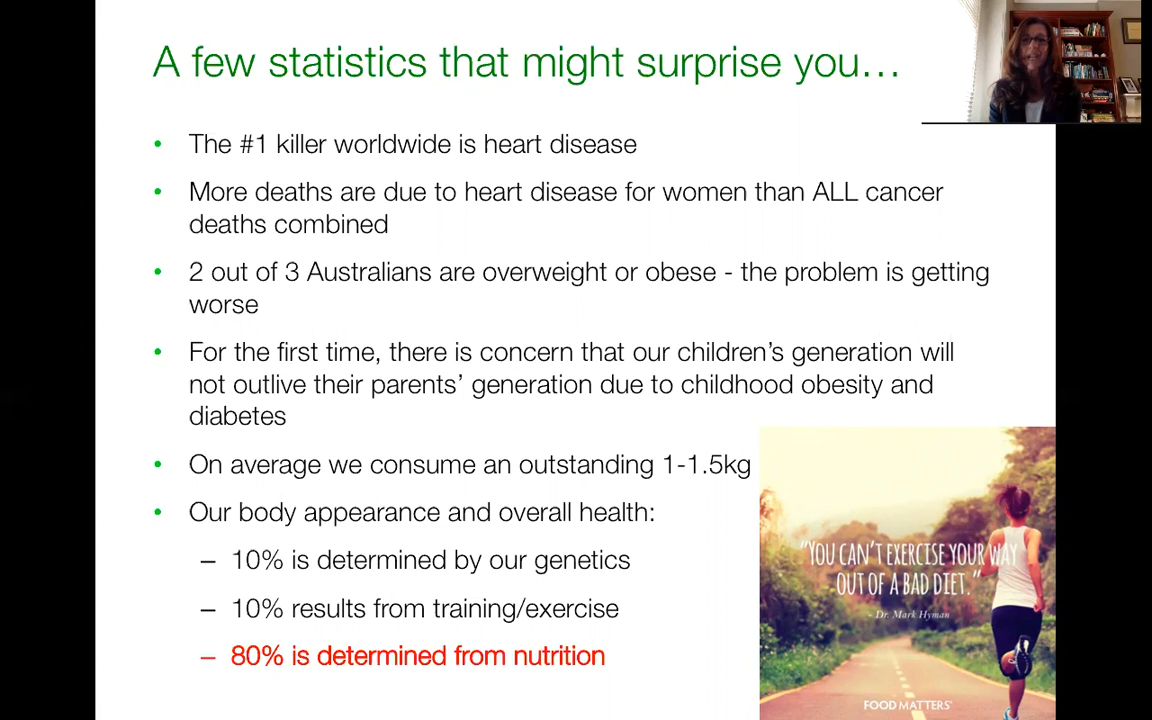 A few statistics that might surprise you…
• The #1 killer worldwide is heart disease
• More deaths are due to heart disease for women than ALL cancer
deaths combined
• 2 out of 3 Australians are overweight or obese - the problem is getting
worse
• For the first time, there is concern that our children’s generation will
not outlive their parents’ generation due to childhood obesity and
diabetes
• On average we consume an outstanding 1-1.5kg
• Our body appearance and overall health:
– 10% is determined by our genetics
– 10% results from training/exercise
– 80% is determined from nutrition
“YOU CAN’T EXERCISE YOUR WAY
OUT OF A BAD DIET.”
- Dr. Mark Hyman
FOOD MATTERS®